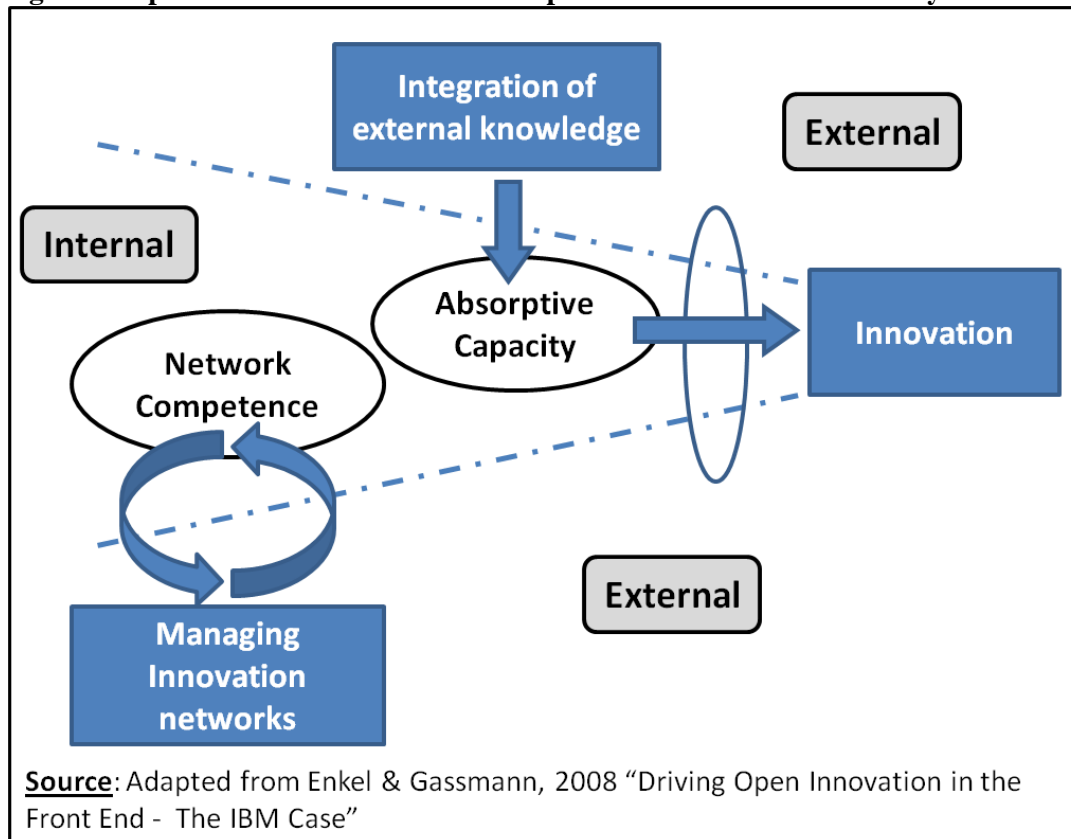 Integration of
external knowledge
External
Internal
Absorptive
Capacity
Innovation
Network
Competence
External
Managing
Innovation
networks
Source: Adapted from Enkel & Gassmann, 2008 “Driving Open Innovation in the
Front End - The IBM Case”